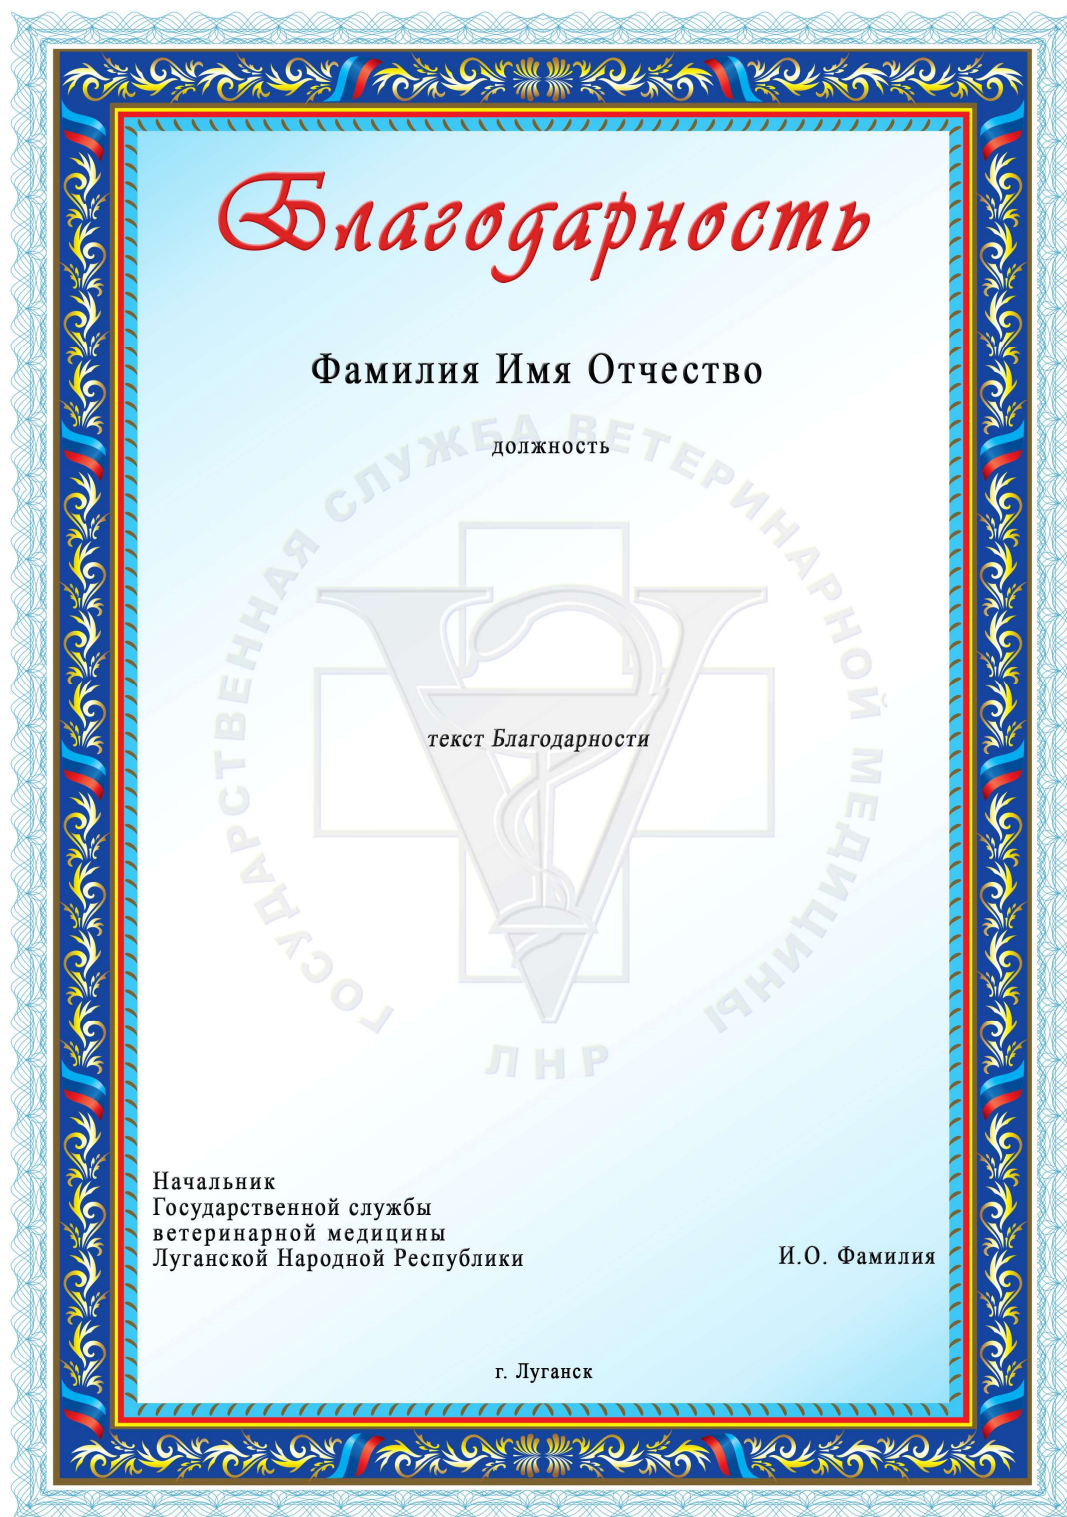 Благодарность
Фамилия Имя Отчество
ГОСУДАРСТВЕННАЯ СЛУЖБА ВЕТЕРИНАРНОЙ МЕДИЦИНЫ
должность
текст Благодарности
ЛНР
Начальник
Государственной службы
ветеринарной медицины
Луганской Народной Республики
И.О. Фамилия
г. Луганск